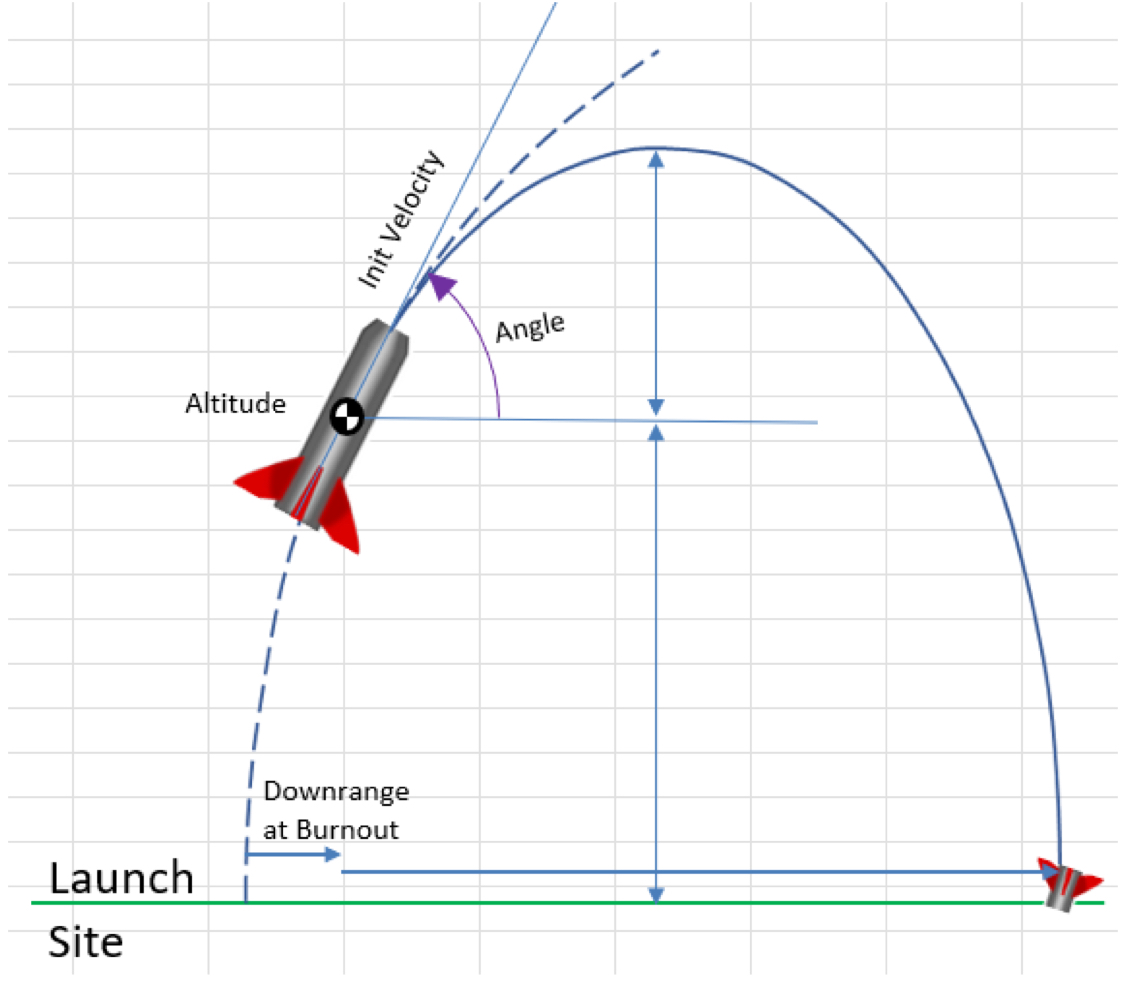 Init Velocity
Angle
Altitude
Downrange
at Burnout
Launch
Site